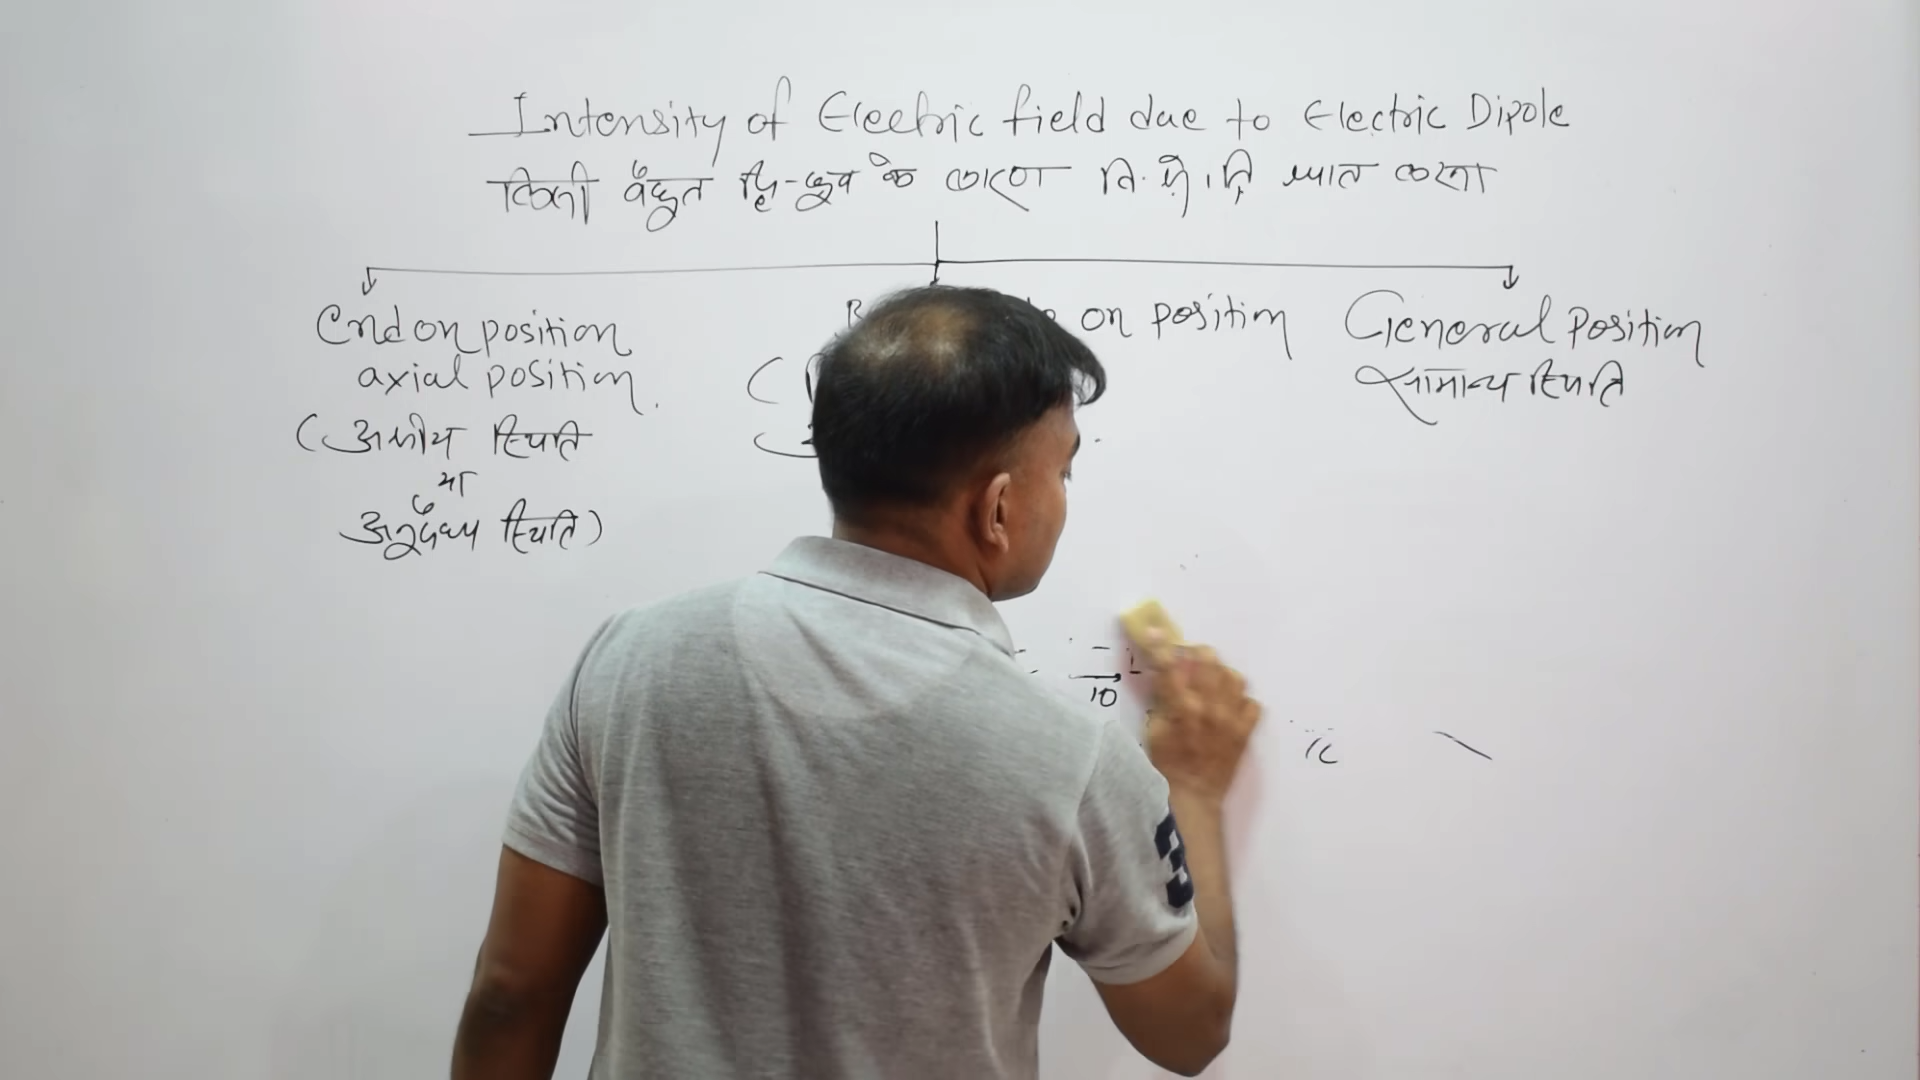 Intensity of Electric field due to Electric Dipole
किसी वैद्युत द्वि-ध्रुव के कारण वि. क्षे. ती ज्ञात करना
End on position
axial position.
(अक्षीय स्थिति
या
अनुदैर्ध्य स्थिति)
on position
General Position
सामान्य स्थिति
10
3